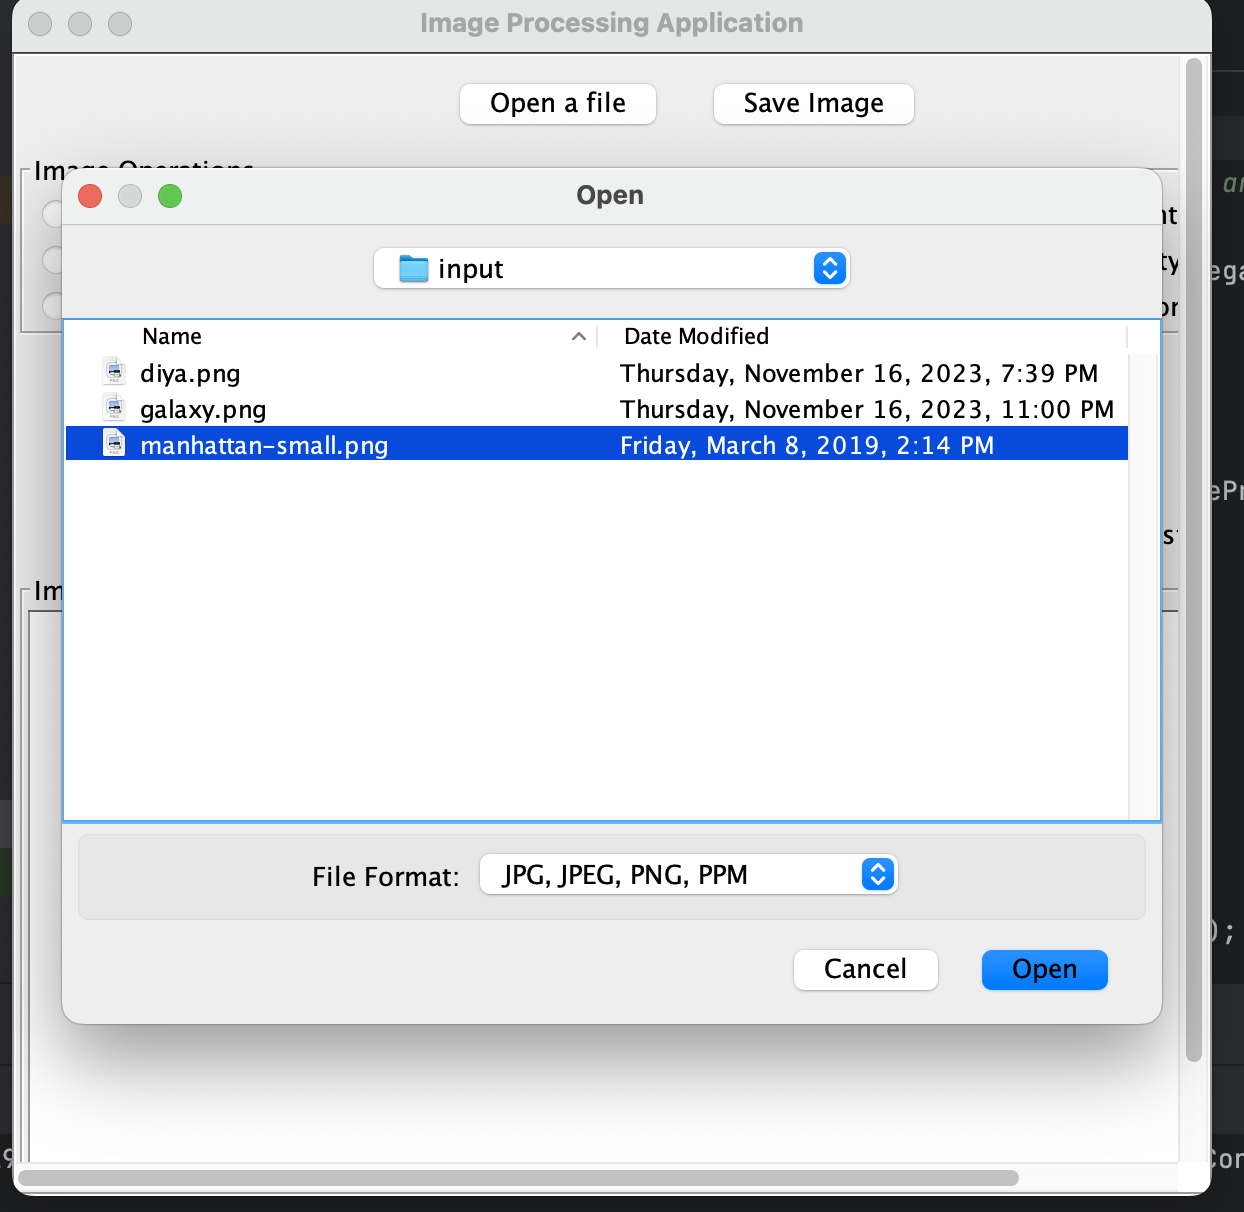 Image Processing Application
Open a file
Save Image
Image Operations
Open
input
Name
Date Modified
diya.png
Thursday, November 16, 2023, 7:39 PM
galaxy.png
Thursday, November 16, 2023, 11:00 PM
manhattan-small.png
Friday, March 8, 2019, 2:14 PM
File Format:
JPG, JPEG, PNG, PPM
Cancel
Open
);